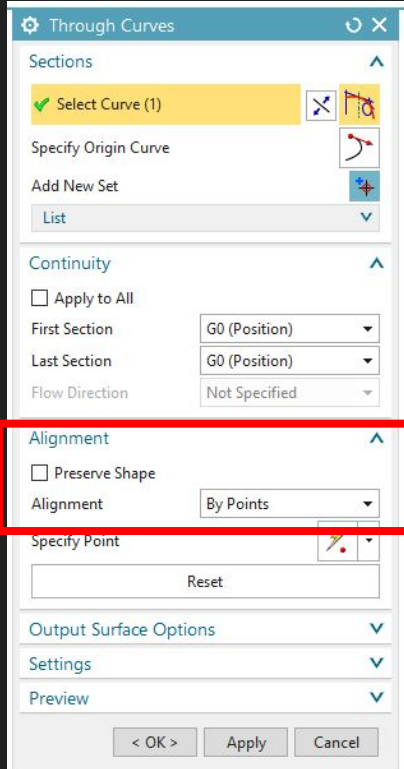 Through Curves
Sections
Select Curve (1)
Specify Origin Curve
Add New Set
List
Continuity
Apply to All
First Section G0 (Position)
Last Section G0 (Position)
Flow Direction Not Specified
Alignment
Preserve Shape
Alignment By Points
Specify Point
Reset
Output Surface Options
Settings
Preview
< OK > Apply Cancel